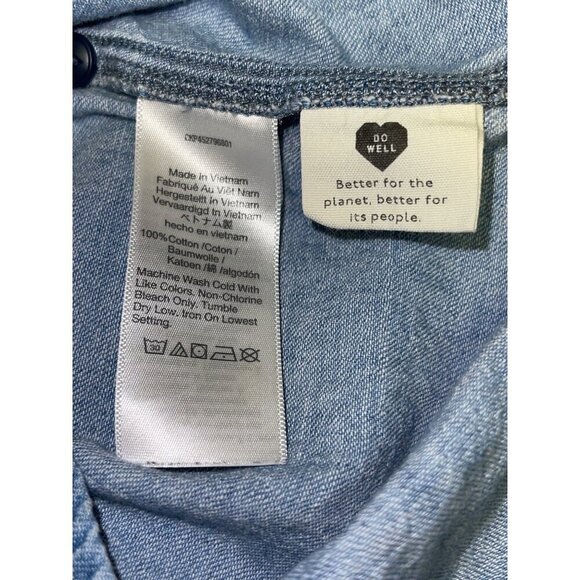 CKP452796801
Made in Vietnam
Fabriqué Au Viêt Nam
Hergestellt in Vietnam
Vervaardigd In Vietnam
ベトナム製
hecho en vietnam
100%Cotton /Coton/
Baumwolle/
Katoen /綿 /algodón
Machine Wash Cold With
Like Colors. Non-Chlorine
Bleach Only. Tumble
Dry Low. Iron On Lowest
Setting.
30
DO
WELL
Better for the
planet, better for
its people.